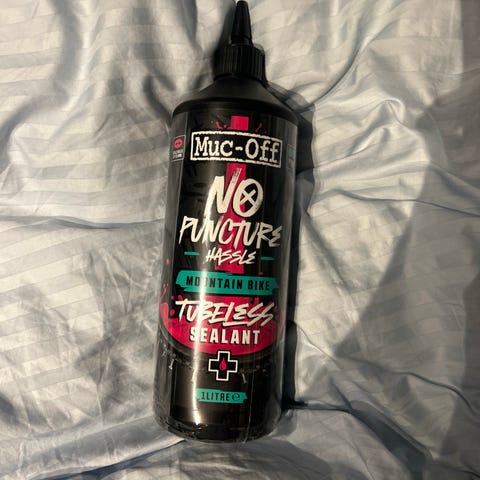 Muc-Off
NO
PUNCTURE
HASSLE
MOUNTAIN BIKE
TUBELESS
SEALANT
1 LITRE ℮